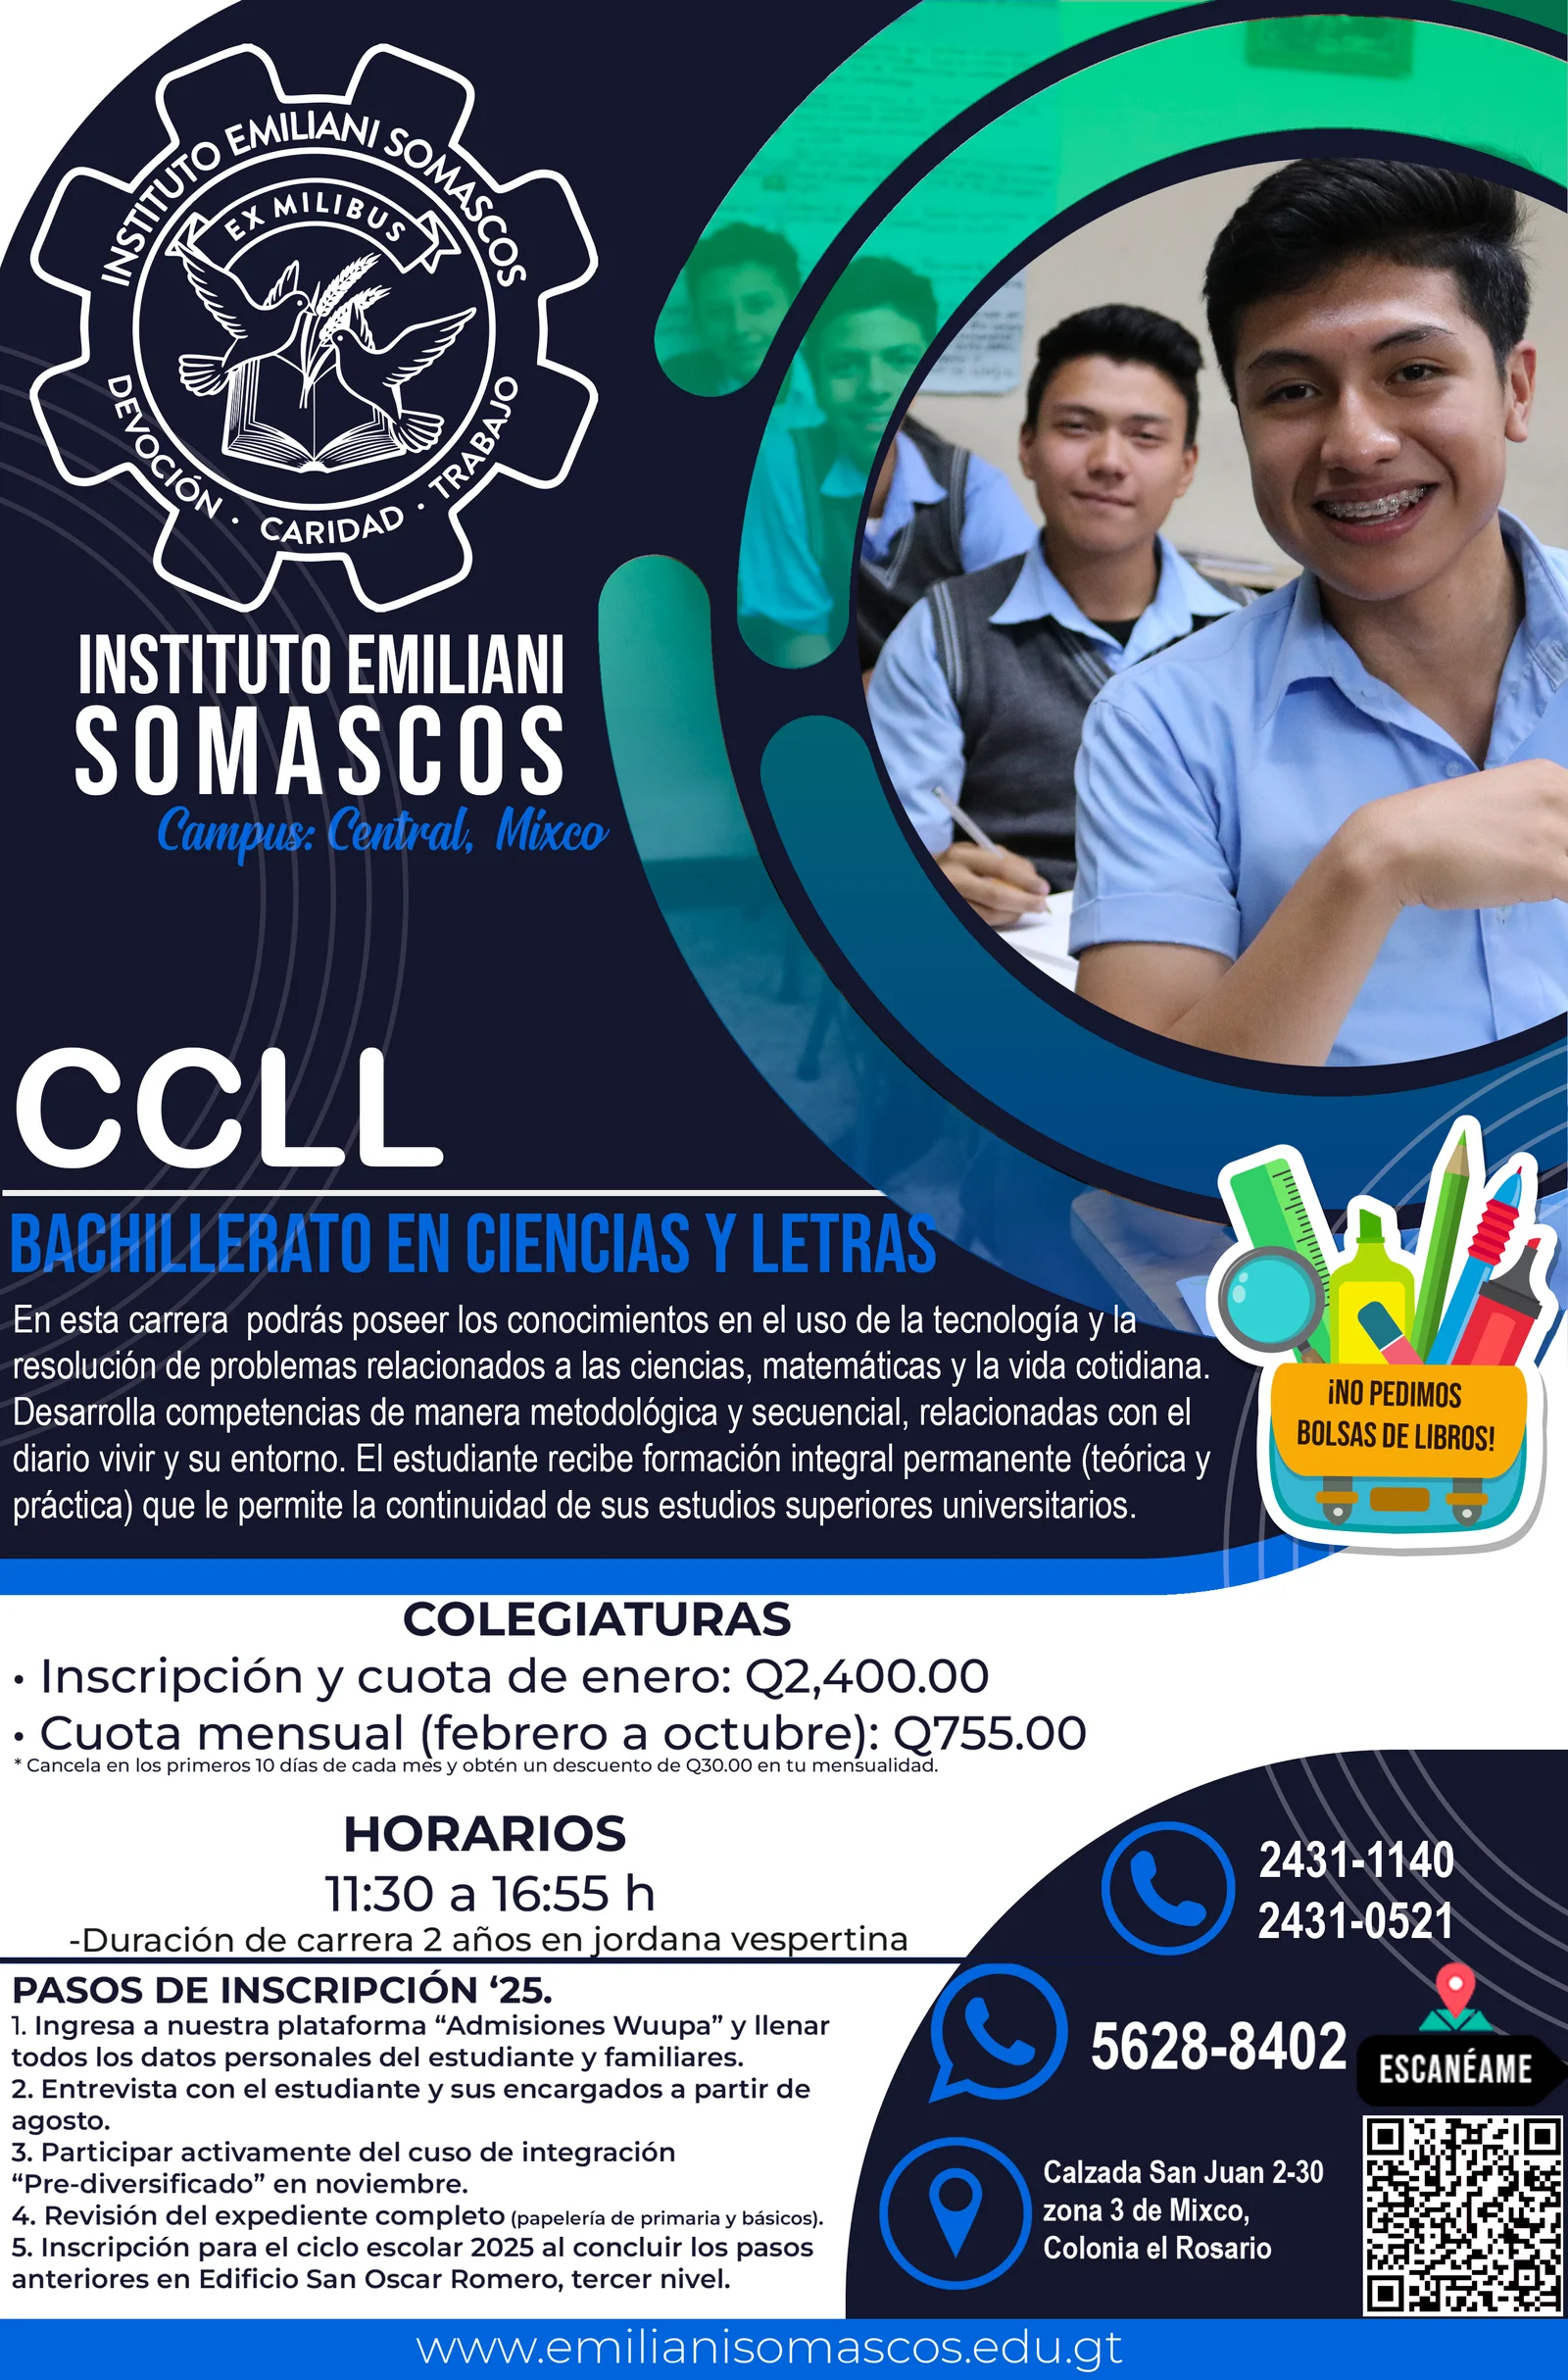 INSTITUTO EMILIANI SOMASCOS
EX MILIBUS
DEVOCIÓN · CARIDAD · TRABAJO
INSTITUTO EMILIANI
SOMASCOS
Campus: Central, Mixco
CCLL
BACHILLERATO EN CIENCIAS Y LETRAS
En esta carrera podrás poseer los conocimientos en el uso de la tecnología y la
resolución de problemas relacionados a las ciencias, matemáticas y la vida cotidiana.
Desarrolla competencias de manera metodológica y secuencial, relacionadas con el
diario vivir y su entorno. El estudiante recibe formación integral permanente (teórica y
práctica) que le permite la continuidad de sus estudios superiores universitarios.
¡NO PEDIMOS
BOLSAS DE LIBROS!
COLEGIATURAS
• Inscripción y cuota de enero: Q2,400.00
• Cuota mensual (febrero a octubre): Q755.00
* Cancela en los primeros 10 días de cada mes y obtén un descuento de Q30.00 en tu mensualidad.
HORARIOS
11:30 a 16:55 h
-Duración de carrera 2 años en jordana vespertina
PASOS DE INSCRIPCIÓN ‘25.
1. Ingresa a nuestra plataforma “Admisiones Wuupa” y llenar
todos los datos personales del estudiante y familiares.
2. Entrevista con el estudiante y sus encargados a partir de
agosto.
3. Participar activamente del cuso de integración
“Pre-diversificado” en noviembre.
4. Revisión del expediente completo (papelería de primaria y básicos).
5. Inscripción para el ciclo escolar 2025 al concluir los pasos
anteriores en Edificio San Oscar Romero, tercer nivel.
2431-1140
2431-0521
5628-8402
ESCANÉAME
Calzada San Juan 2-30
zona 3 de Mixco,
Colonia el Rosario
www.emilianisomascos.edu.gt